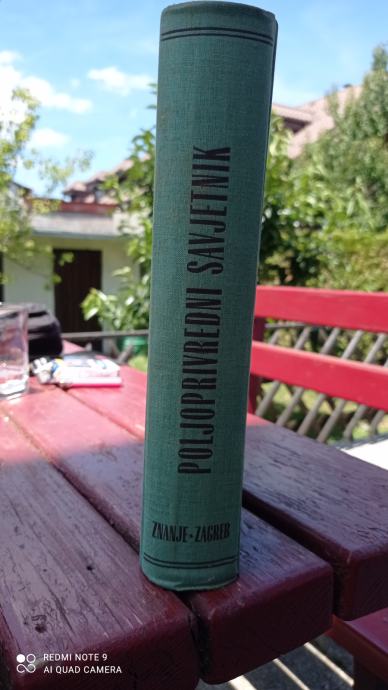 POLJOPRIVREDNI SAVJETNIK
ZNANJE·ZAGREB
REDMI NOTE 9
AI QUAD CAMERA